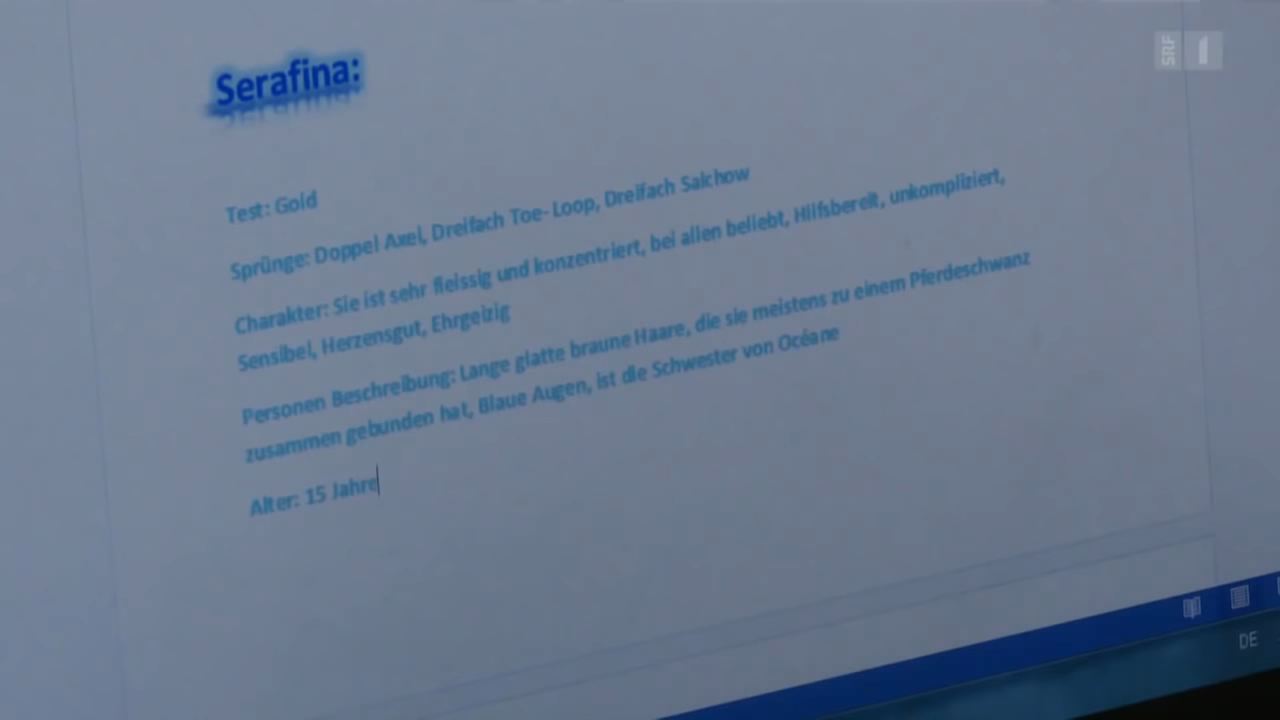 Serafina:
SRF 1
Test: Gold
Sprünge: Doppel Axel, Dreifach Toe- Loop, Dreifach Salchow
Charakter: Sie ist sehr fleissig und konzentriert, bei allen beliebt, Hilfsbereit, unkompliziert,
Sensibel, Herzensgut, Ehrgeizig
Personen Beschreibung: Lange glatte braune Haare, die sie meistens zu einem Pferdeschwanz
zusammen gebunden hat, Blaue Augen, ist die Schwester von Océane
Alter: 15 Jahre
DE